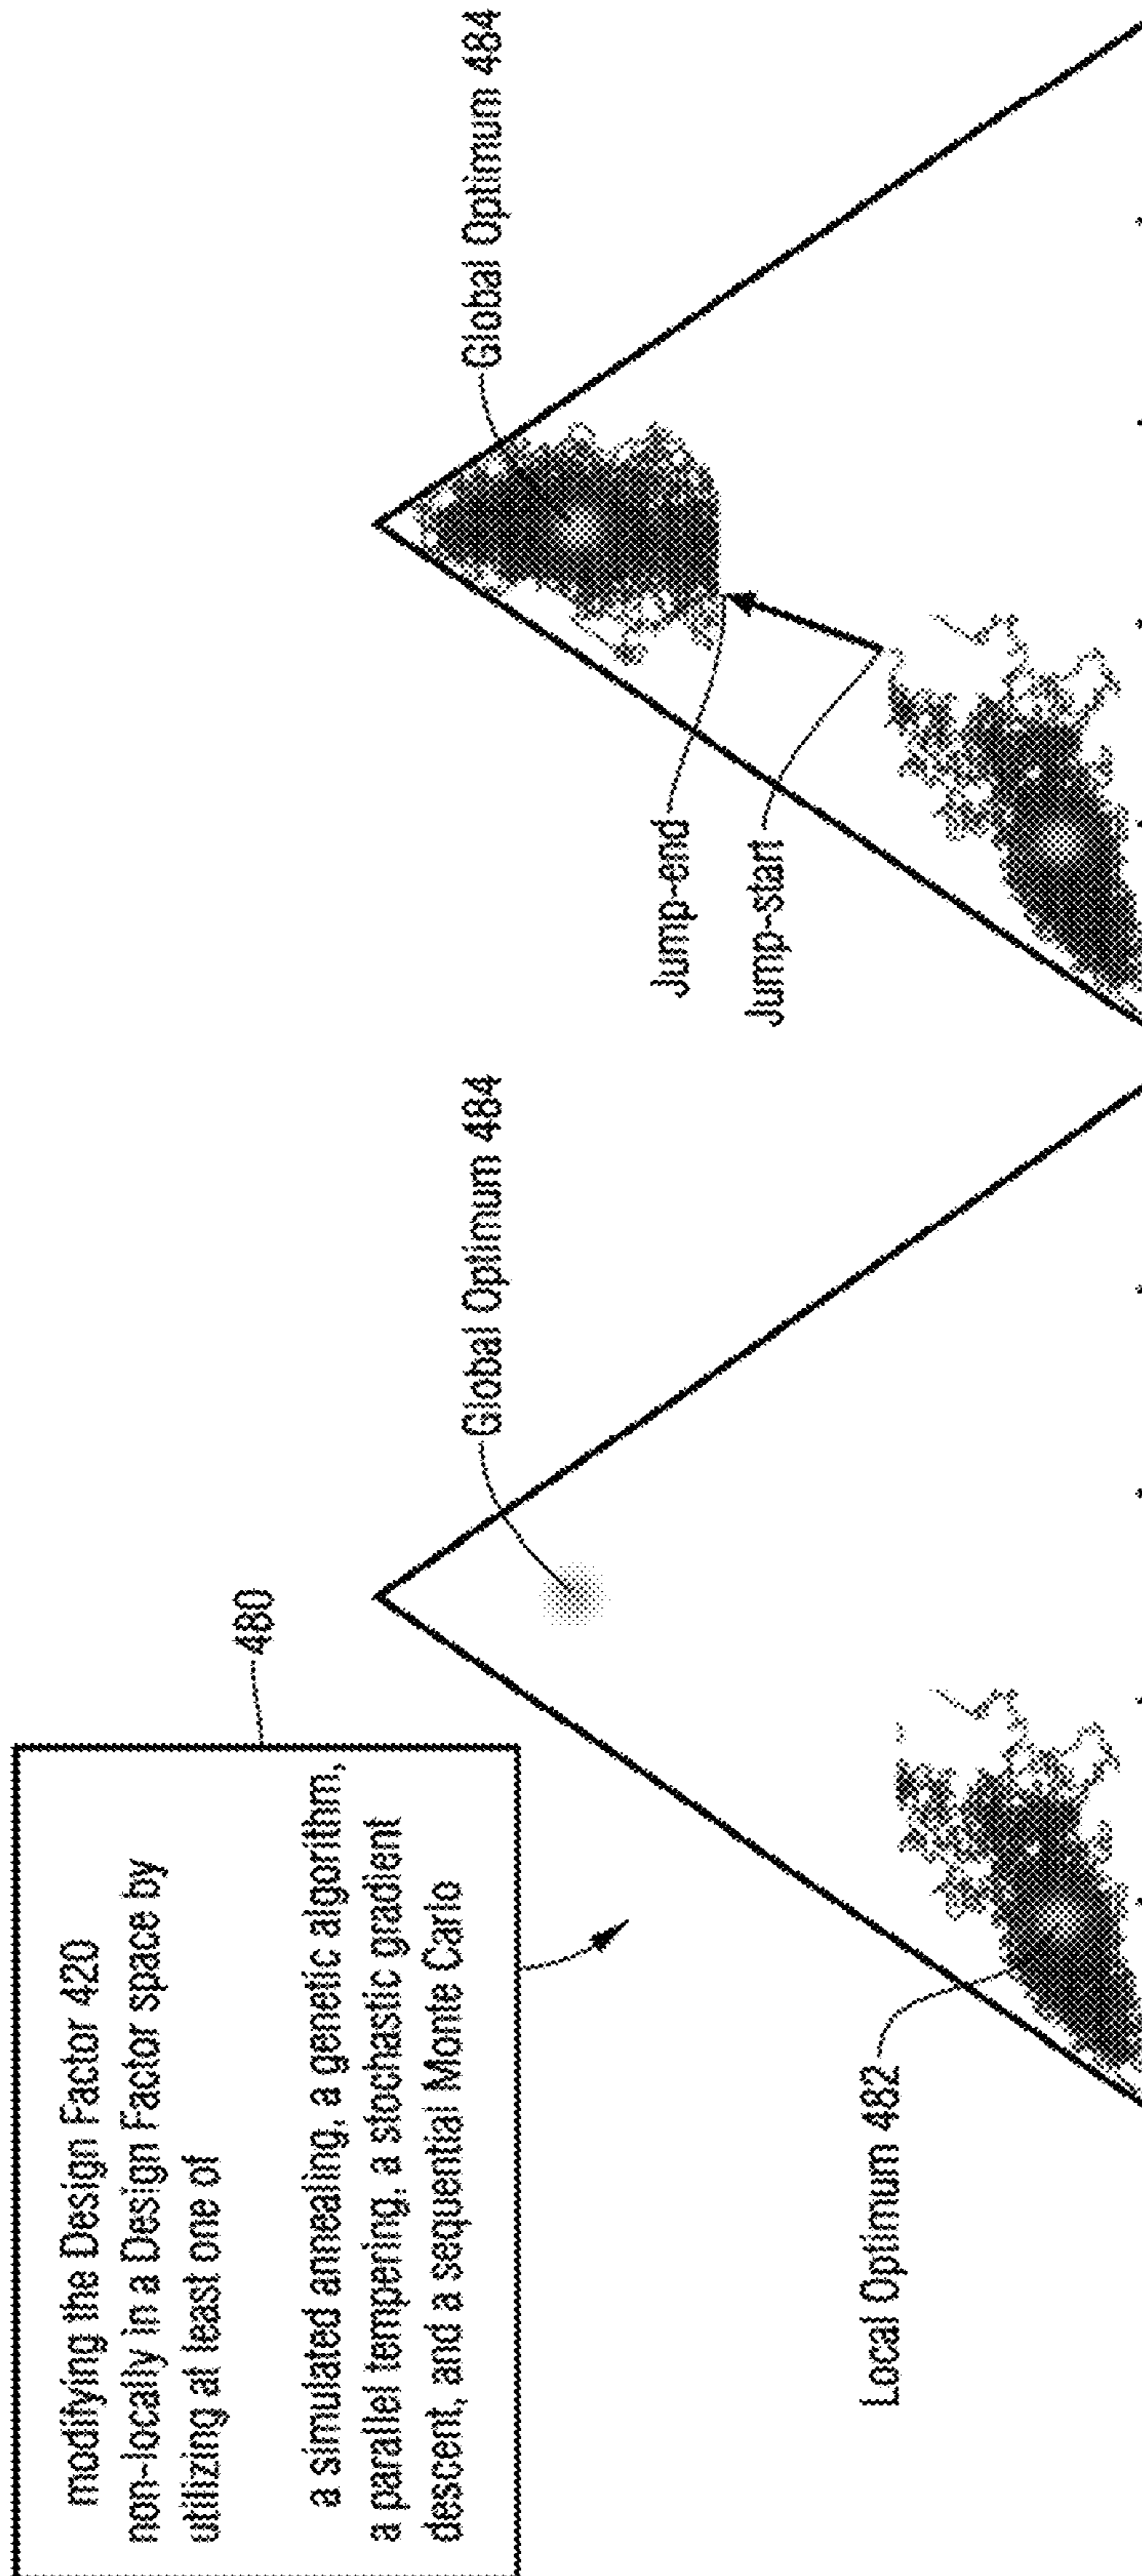 modifying the Design Factor 420
non-locally in a Design Factor space by
utilizing at least one of
a simulated annealing, a genetic algorithm,
a parallel tempering, a stochastic gradient
descent, and a sequential Monte Carlo
480
Global Optimum 484
Local Optimum 482
Global Optimum 484
Jump-end
Jump-start